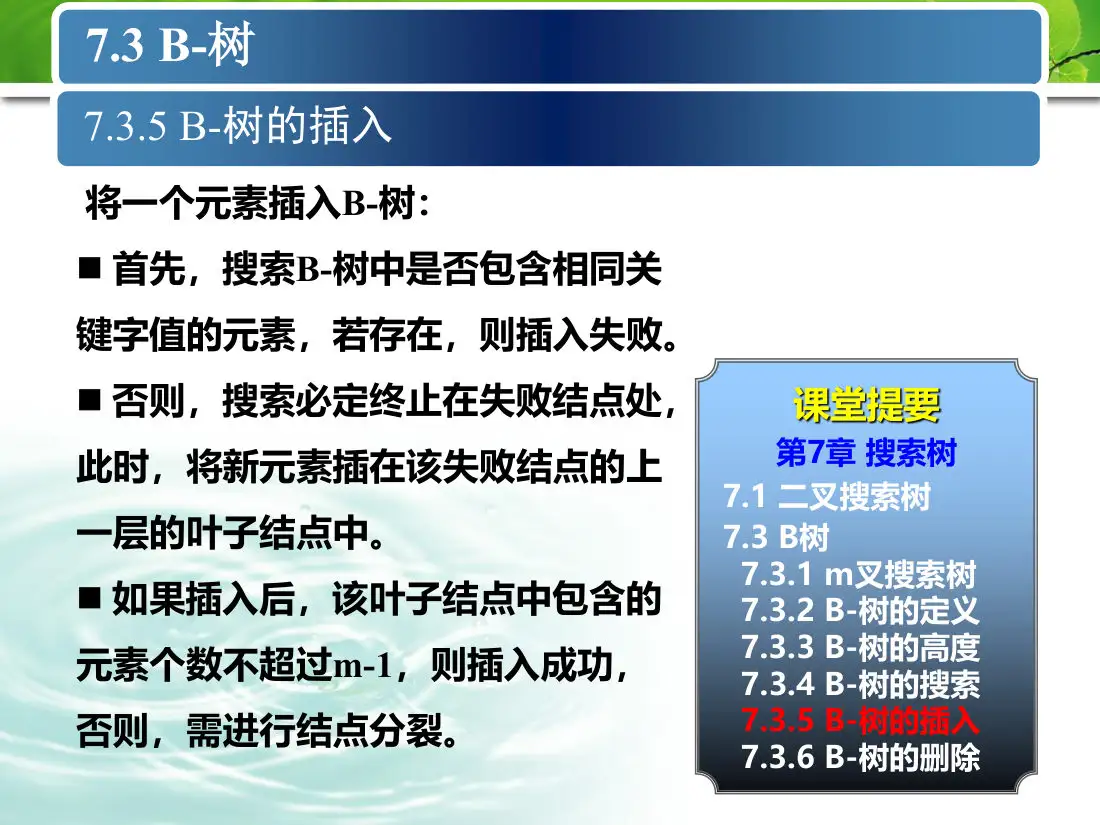 7.3 B-树
7.3.5 B-树的插入
将一个元素插入B-树：
■ 首先，搜索B-树中是否包含相同关
键字值的元素，若存在，则插入失败。
■ 否则，搜索必定终止在失败结点处，
此时，将新元素插在该失败结点的上
一层的叶子结点中。
■ 如果插入后，该叶子结点中包含的
元素个数不超过m-1，则插入成功，
否则，需进行结点分裂。
课堂提要
第7章 搜索树
7.1 二叉搜索树
7.3 B树
7.3.1 m叉搜索树
7.3.2 B-树的定义
7.3.3 B-树的高度
7.3.4 B-树的搜索
7.3.5 B-树的插入
7.3.6 B-树的删除